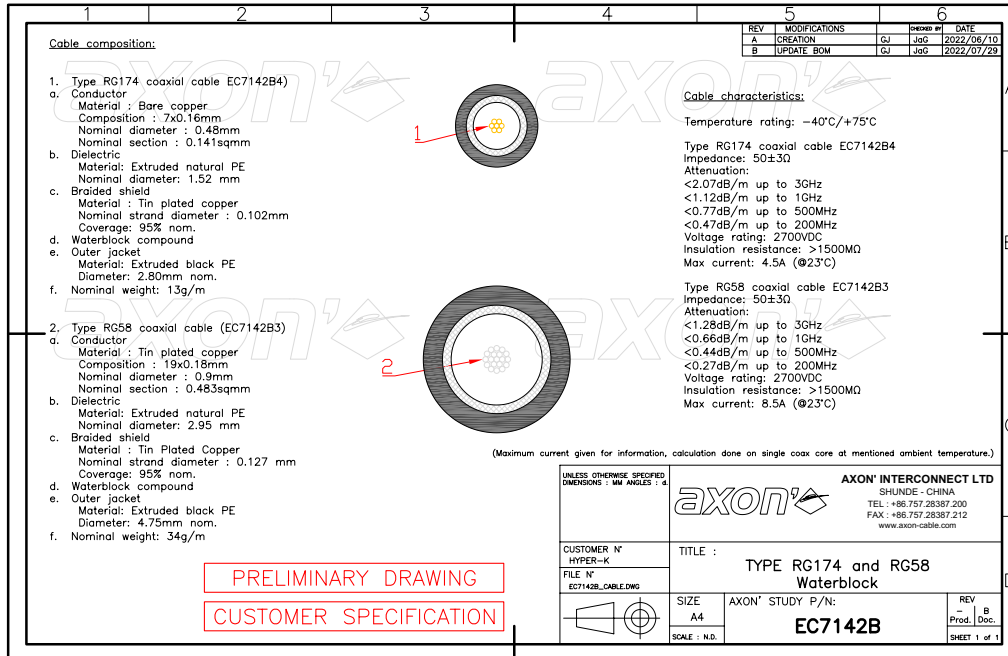 1 2 3 4 5 6
REV MODIFICATIONS CHECKED BY DATE
A CREATION GJ JaG 2022/06/10
B UPDATE BOM GJ JaG 2022/07/29
Cable composition:
1. Type RG174 coaxial cable EC7142B4)
a. Conductor
Material : Bare copper
Composition : 7x0.16mm
Nominal diameter : 0.48mm
Nominal section : 0.141sqmm
b. Dielectric
Material: Extruded natural PE
Nominal diameter: 1.52 mm
c. Braided shield
Material : Tin plated copper
Nominal strand diameter : 0.102mm
Coverage: 95% nom.
d. Waterblock compound
e. Outer jacket
Material: Extruded black PE
Diameter: 2.80mm nom.
f. Nominal weight: 13g/m
2. Type RG58 coaxial cable (EC7142B3)
a. Conductor
Material : Tin plated copper
Composition : 19x0.18mm
Nominal diameter : 0.9mm
Nominal section : 0.483sqmm
b. Dielectric
Material: Extruded natural PE
Nominal diameter: 2.95 mm
c. Braided shield
Material : Tin Plated Copper
Nominal strand diameter : 0.127 mm
Coverage: 95% nom.
d. Waterblock compound
e. Outer jacket
Material: Extruded black PE
Diameter: 4.75mm nom.
f. Nominal weight: 34g/m
1
2
axon'
axon'
axon'
axon'
Cable characteristics:
Temperature rating: -40°C/+75°C
Type RG174 coaxial cable EC7142B4
Impedance: 50±3Ω
Attenuation:
<2.07dB/m up to 3GHz
<1.12dB/m up to 1GHz
<0.77dB/m up to 500MHz
<0.47dB/m up to 200MHz
Voltage rating: 2700VDC
Insulation resistance: >1500MΩ
Max current: 4.5A (@23°C)
Type RG58 coaxial cable EC7142B3
Impedance: 50±3Ω
Attenuation:
<1.28dB/m up to 3GHz
<0.66dB/m up to 1GHz
<0.44dB/m up to 500MHz
<0.27dB/m up to 200MHz
Voltage rating: 2700VDC
Insulation resistance: >1500MΩ
Max current: 8.5A (@23°C)
(Maximum current given for information, calculation done on single coax core at mentioned ambient temperature.)
PRELIMINARY DRAWING
CUSTOMER SPECIFICATION
UNLESS OTHERWISE SPECIFIED
DIMENSIONS : MM ANGLES : d.
axon'
AXON' INTERCONNECT LTD
SHUNDE - CHINA
TEL : +86.757.28387.200
FAX : +86.757.28387.212
www.axon-cable.com
CUSTOMER N°
HYPER-K
FILE N°
EC7142B_CABLE.DWG
TITLE :
TYPE RG174 and RG58
Waterblock
SIZE
A4
SCALE : N.D.
AXON' STUDY P/N:
EC7142B
REV
- B
Prod. Doc.
SHEET 1 of 1